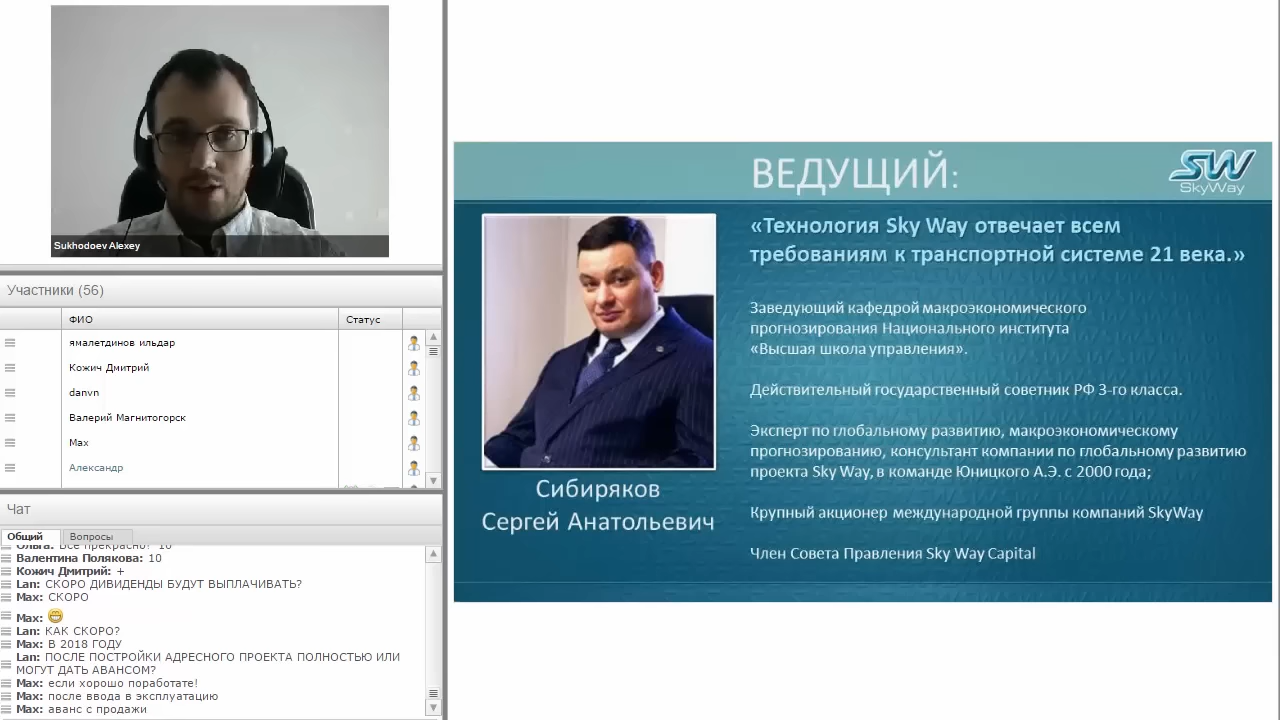 Sukhodoev Alexey
Участники (56)
ФИО
Статус
ямалетдинов ильдар
Кожич Дмитрий
danvn
Валерий Магнитогорск
Max
Александр
Чат
Общий
Вопросы
Ольга: Все прекрасно! 10
Валентина Полякова: 10
Кожич Дмитрий: +
Lan: СКОРО ДИВИДЕНДЫ БУДУТ ВЫПЛАЧИВАТЬ?
Max: СКОРО
Max:
Lan: КАК СКОРО?
Max: В 2018 ГОДУ
Lan: ПОСЛЕ ПОСТРОЙКИ АДРЕСНОГО ПРОЕКТА ПОЛНОСТЬЮ ИЛИ
МОГУТ ДАТЬ АВАНСОМ?
Max: если хорошо поработате!
Max: после ввода в эксплуатацию
Max: аванс с продажи
ВЕДУЩИЙ:
SW
SkyWay
«Технология Sky Way отвечает всем
требованиям к транспортной системе 21 века.»
Заведующий кафедрой макроэкономического
прогнозирования Национального института
«Высшая школа управления».
Действительный государственный советник РФ 3-го класса.
Эксперт по глобальному развитию, макроэкономическому
прогнозированию, консультант компании по глобальному развитию
проекта Sky Way, в команде Юницкого А.Э. с 2000 года;
Крупный акционер международной группы компаний SkyWay
Член Совета Правления Sky Way Capital
Сибиряков
Сергей Анатольевич